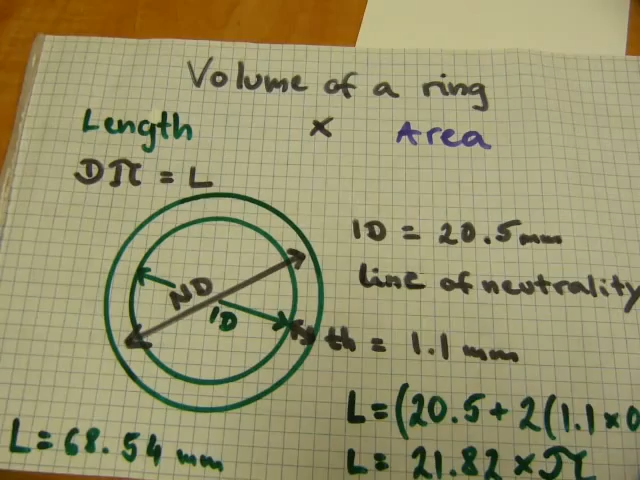 Volume of a ring
Length × Area
Dπ = L
ID = 20.5mm
line of neutrality
ND
ID
th = 1.1 mm
L=(20.5+2(1.1×0
L=68.54 mm
L= 21.82×π